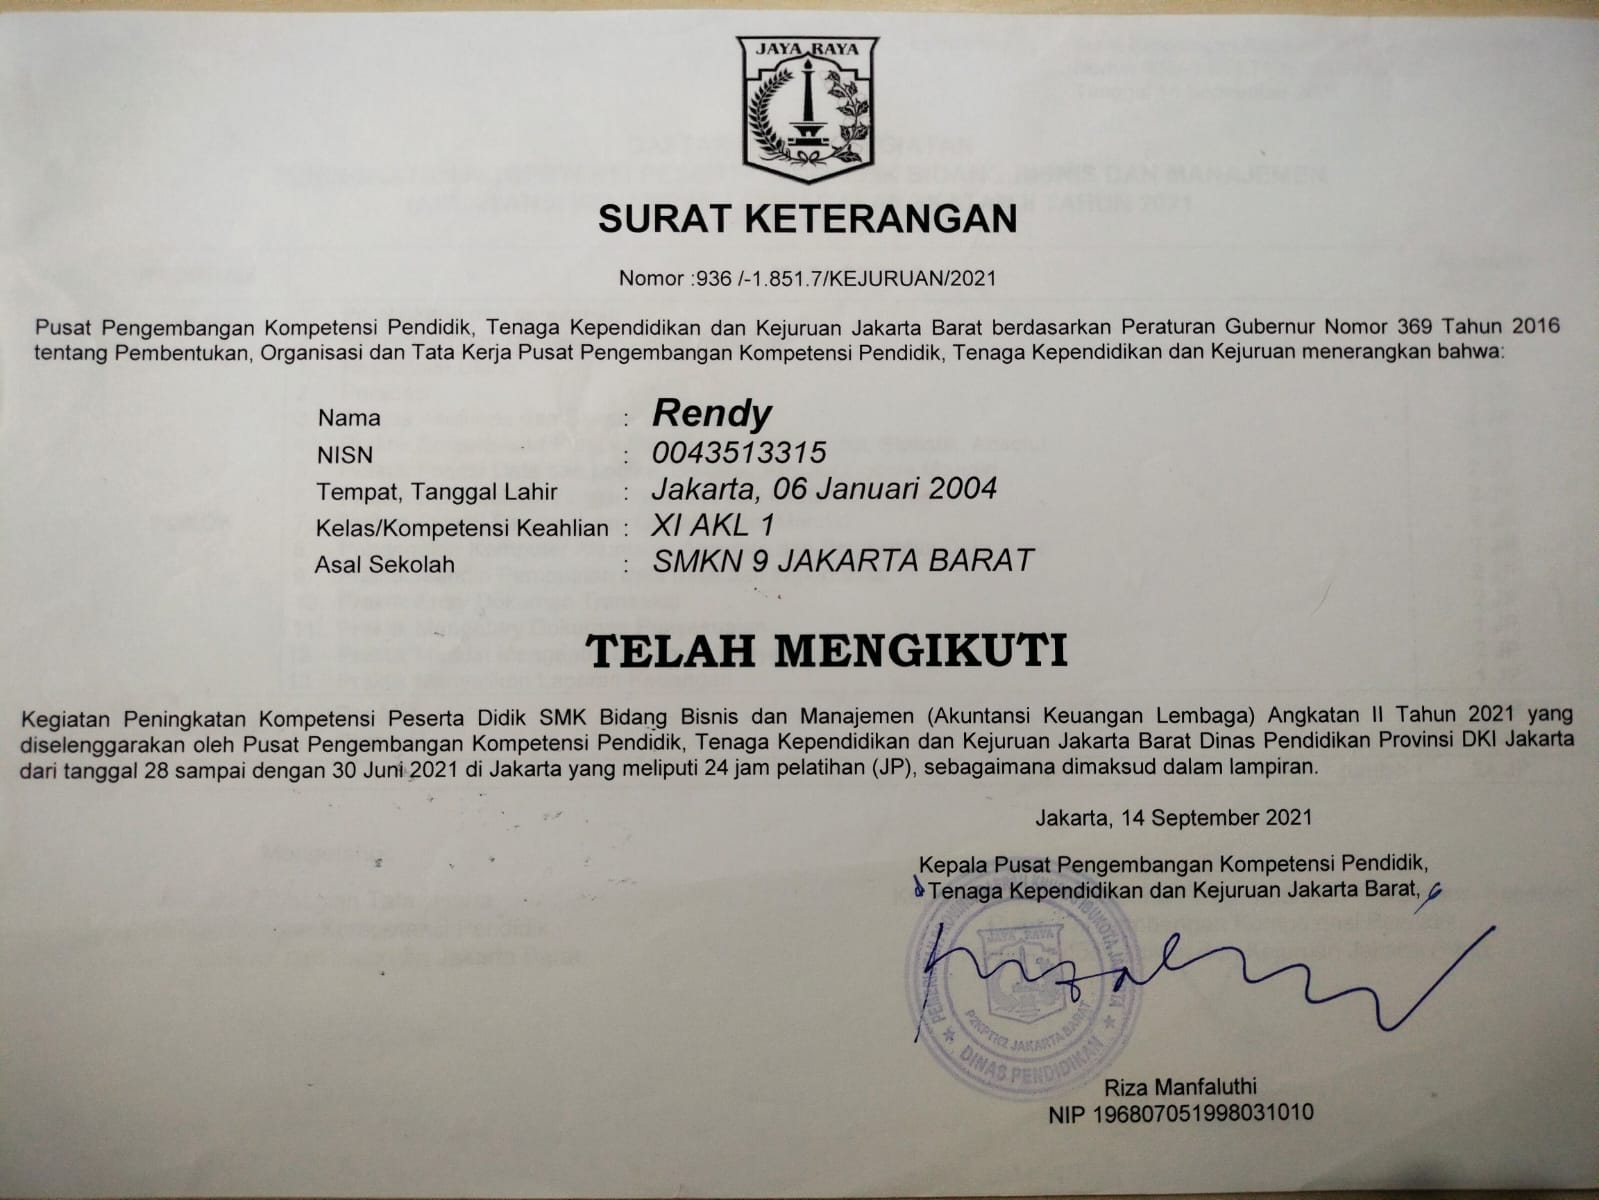 JAYA RAYA
SURAT KETERANGAN
Nomor :936 /-1.851.7/KEJURUAN/2021
Pusat Pengembangan Kompetensi Pendidik, Tenaga Kependidikan dan Kejuruan Jakarta Barat berdasarkan Peraturan Gubernur Nomor 369 Tahun 2016
tentang Pembentukan, Organisasi dan Tata Kerja Pusat Pengembangan Kompetensi Pendidik, Tenaga Kependidikan dan Kejuruan menerangkan bahwa:
Nama : Rendy
NISN : 0043513315
Tempat, Tanggal Lahir : Jakarta, 06 Januari 2004
Kelas/Kompetensi Keahlian : XI AKL 1
Asal Sekolah : SMKN 9 JAKARTA BARAT
TELAH MENGIKUTI
Kegiatan Peningkatan Kompetensi Peserta Didik SMK Bidang Bisnis dan Manajemen (Akuntansi Keuangan Lembaga) Angkatan II Tahun 2021 yang
diselenggarakan oleh Pusat Pengembangan Kompetensi Pendidik, Tenaga Kependidikan dan Kejuruan Jakarta Barat Dinas Pendidikan Provinsi DKI Jakarta
dari tanggal 28 sampai dengan 30 Juni 2021 di Jakarta yang meliputi 24 jam pelatihan (JP), sebagaimana dimaksud dalam lampiran.
Jakarta, 14 September 2021
Kepala Pusat Pengembangan Kompetensi Pendidik,
Tenaga Kependidikan dan Kejuruan Jakarta Barat,
JAYA RAYA
P2KPTK2 JAKARTA BARAT
DINAS PENDIDIKAN
Riza Manfaluthi
NIP 196807051998031010